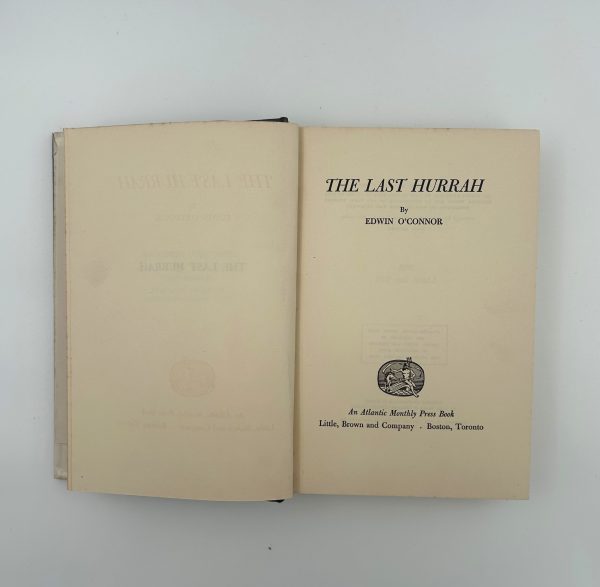 THE LAST HURRAH
By
EDWIN O'CONNOR
An Atlantic Monthly Press Book
Little, Brown and Company . Boston, Toronto